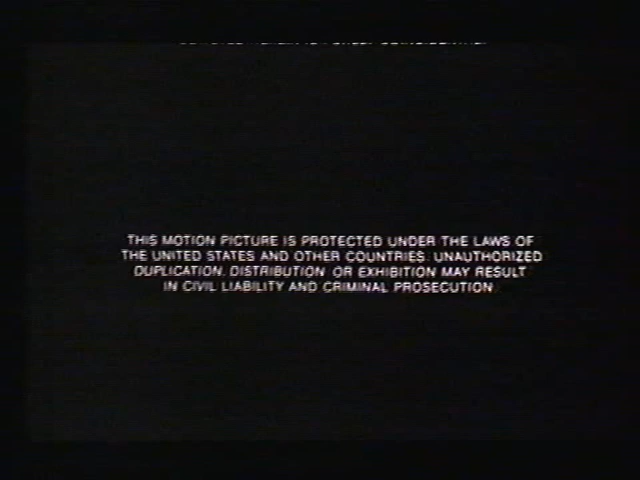 THIS MOTION PICTURE IS PROTECTED UNDER THE LAWS OF
THE UNITED STATES AND OTHER COUNTRIES. UNAUTHORIZED
DUPLICATION, DISTRIBUTION OR EXHIBITION MAY RESULT
IN CIVIL LIABILITY AND CRIMINAL PROSECUTION